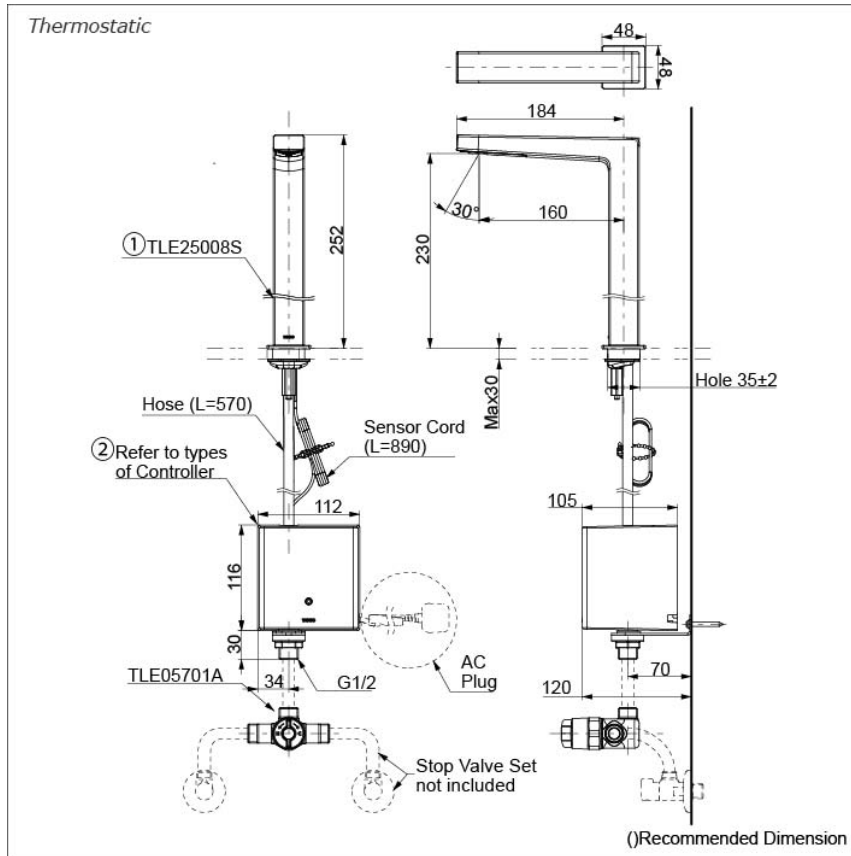 Thermostatic
48
48
184
30°
160
252
230
①TLE25008S
Max30
Hole 35±2
Hose (L=570)
Sensor Cord
(L=890)
②Refer to types
of Controller
112
105
116
30
AC
Plug
TLE05701A
34
G1/2
70
120
Stop Valve Set
not included
()Recommended Dimension